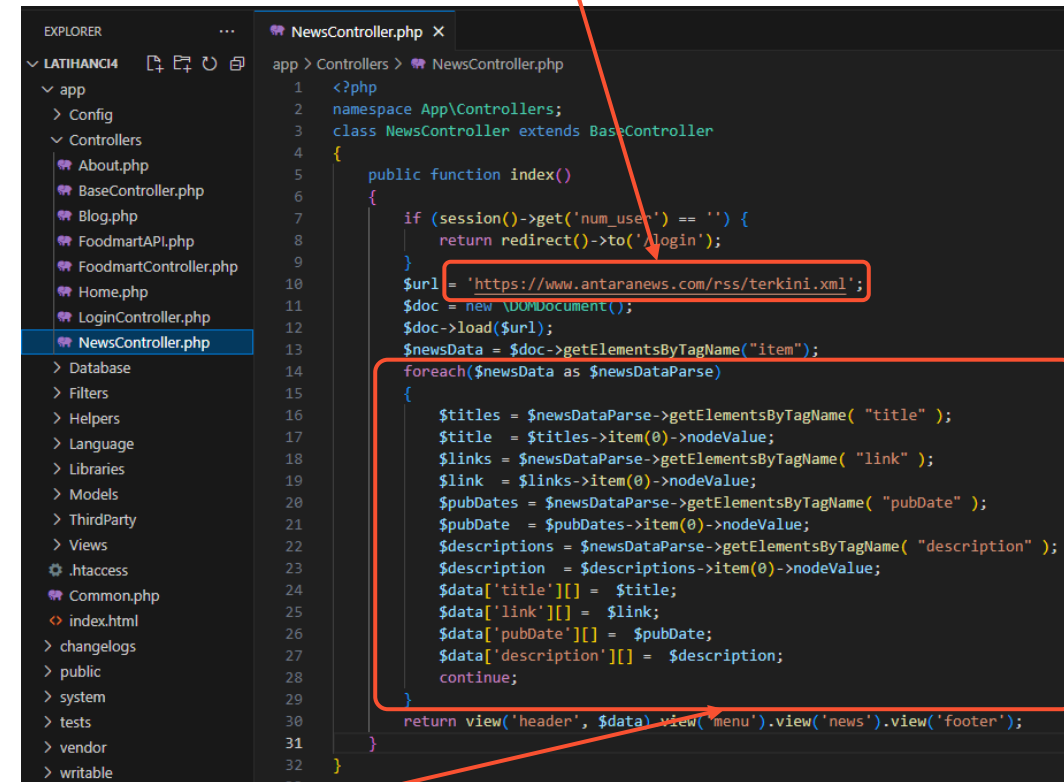 EXPLORER ···
LATIHANCI4
app
Config
Controllers
About.php
BaseController.php
Blog.php
FoodmartAPI.php
FoodmartController.php
Home.php
LoginController.php
NewsController.php
Database
Filters
Helpers
Language
Libraries
Models
ThirdParty
Views
.htaccess
Common.php
index.html
changelogs
public
system
tests
vendor
writable
NewsController.php
app > Controllers > NewsController.php
1 <?php
2 namespace App\Controllers;
3 class NewsController extends BaseController
4 {
5 public function index()
6 {
7 if (session()->get('num_user') == '') {
8 return redirect()->to('/login');
9 }
10 $url = 'https://www.antaranews.com/rss/terkini.xml';
11 $doc = new \DOMDocument();
12 $doc->load($url);
13 $newsData = $doc->getElementsByTagName("item");
14 foreach($newsData as $newsDataParse)
15 {
16 $titles = $newsDataParse->getElementsByTagName( "title" );
17 $title  = $titles->item(0)->nodeValue;
18 $links = $newsDataParse->getElementsByTagName( "link" );
19 $link  = $links->item(0)->nodeValue;
20 $pubDates = $newsDataParse->getElementsByTagName( "pubDate" );
21 $pubDate  = $pubDates->item(0)->nodeValue;
22 $descriptions = $newsDataParse->getElementsByTagName( "description" );
23 $description  = $descriptions->item(0)->nodeValue;
24 $data['title'][] =  $title;
25 $data['link'][] =  $link;
26 $data['pubDate'][] =  $pubDate;
27 $data['description'][] =  $description;
28 continue;
29 }
30 return view('header', $data).view('menu').view('news').view('footer');
31 }
32 }